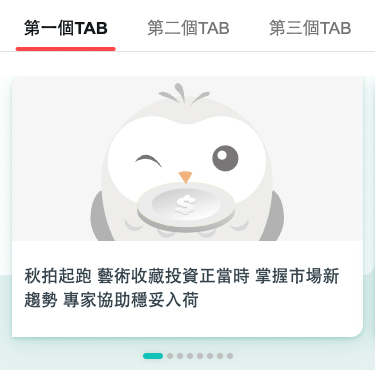 第一個TAB
第二個TAB
第三個TAB
$
秋拍起跑 藝術收藏投資正當時 掌握市場新
趨勢 專家協助穩妥入荷